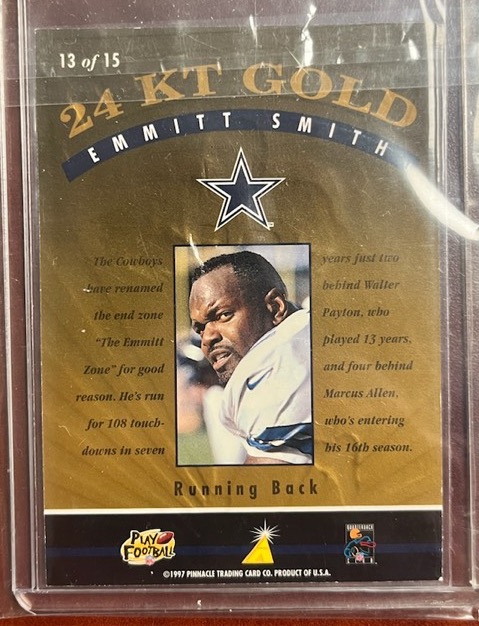 13 of 15
24 KT GOLD
EMMITT SMITH
The Cowboys
have renamed
the end zone
"The Emmitt
Zone" for good
reason. He's run
for 108 touch-
downs in seven
years just two
behind Walter
Payton, who
played 13 years,
and four behind
Marcus Allen,
who's entering
his 16th season.
Running Back
PLAY
FOOTBALL
QUARTERBACK
CLUB
©1997 PINNACLE TRADING CARD CO. PRODUCT OF U.S.A.